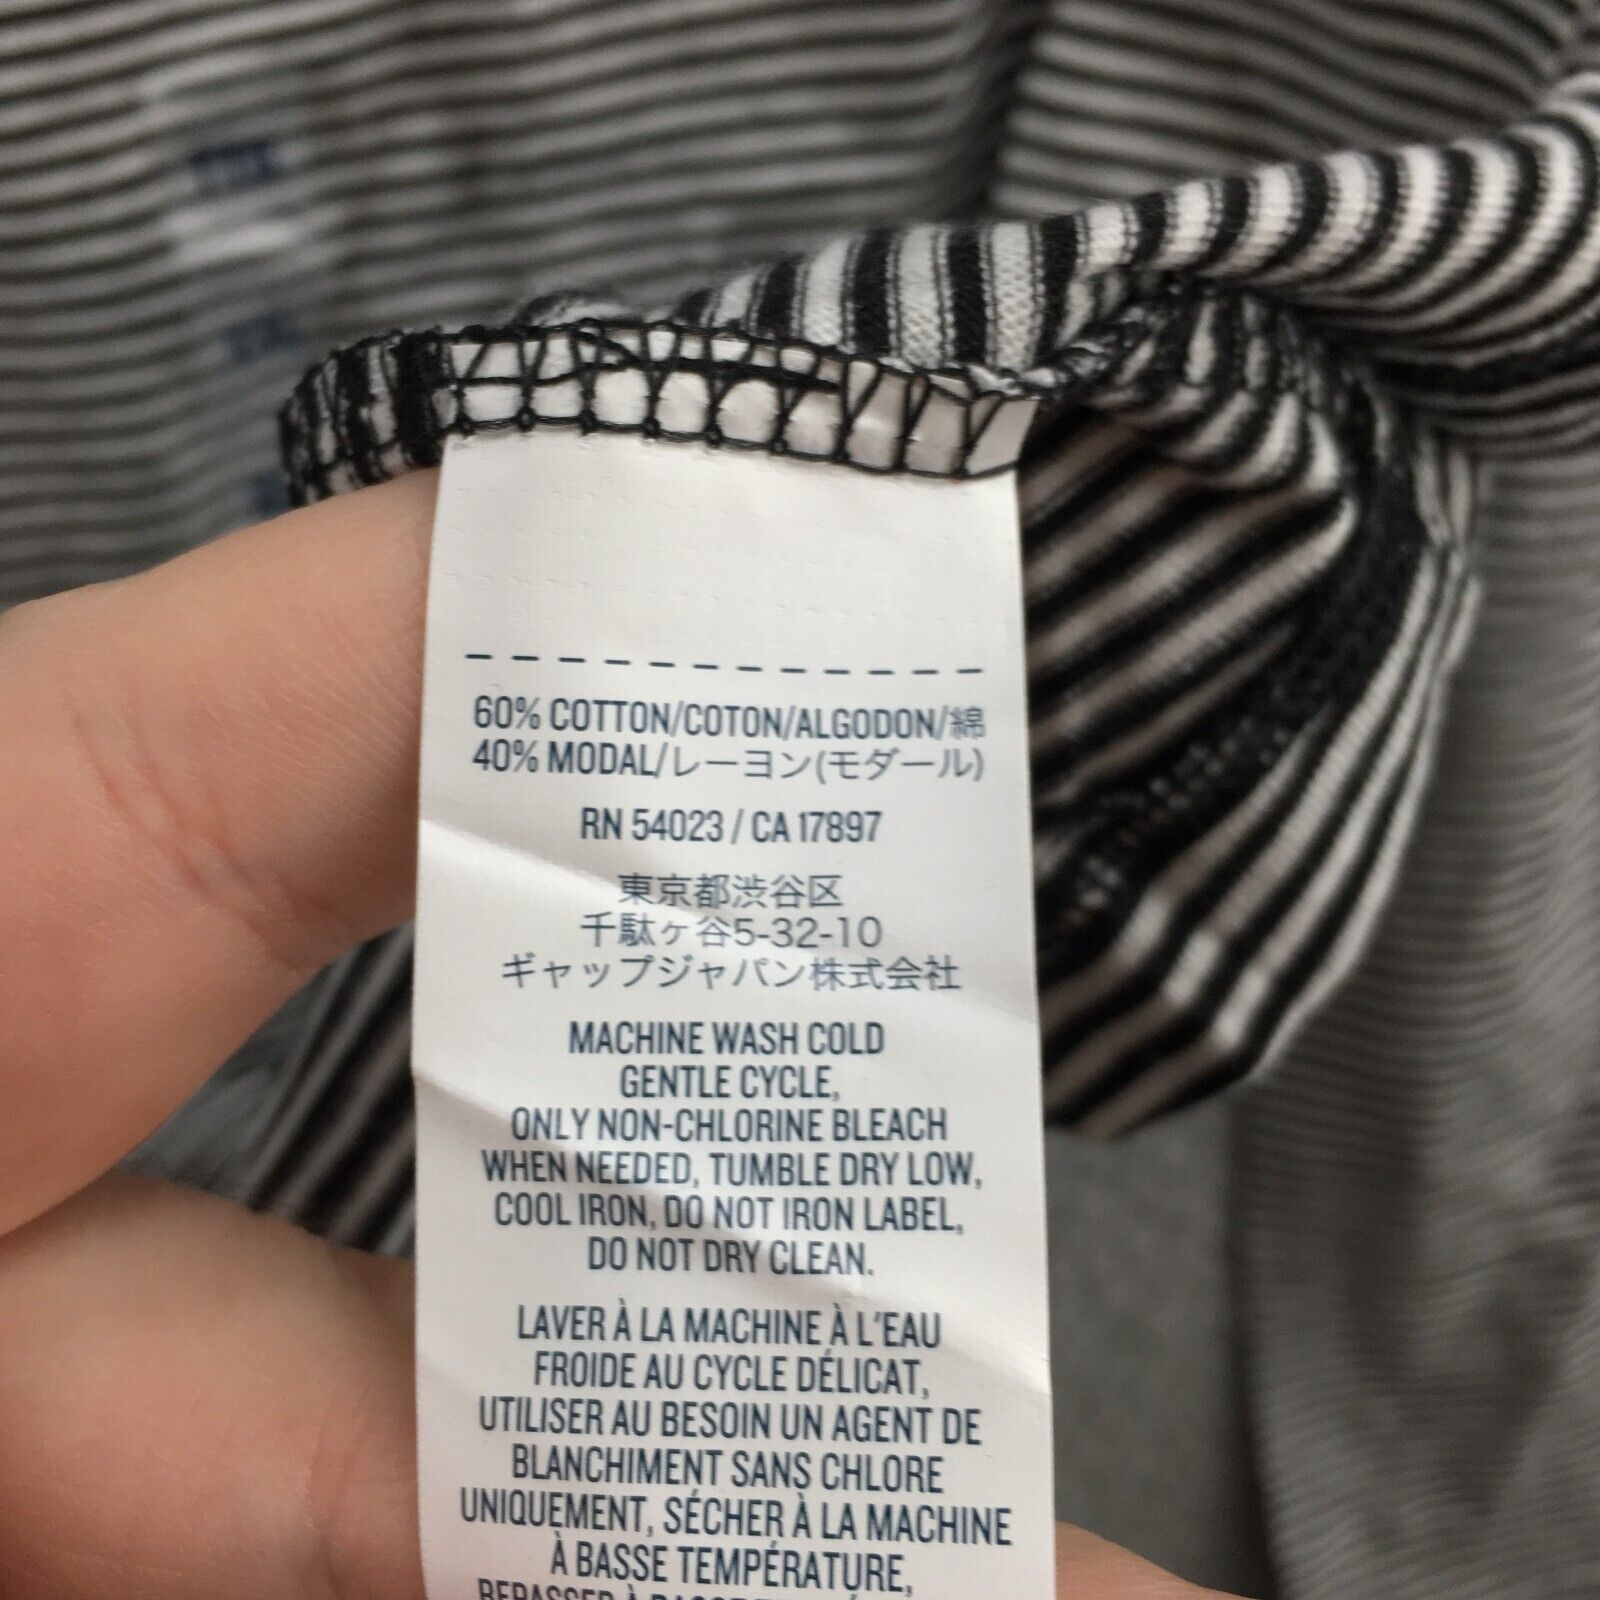 60% COTTON/COTON/ALGODON/綿
40% MODAL/レーヨン(モダール)
RN 54023 / CA 17897
東京都渋谷区
千駄ヶ谷5-32-10
ギャップジャパン株式会社
MACHINE WASH COLD
GENTLE CYCLE,
ONLY NON-CHLORINE BLEACH
WHEN NEEDED, TUMBLE DRY LOW,
COOL IRON, DO NOT IRON LABEL,
DO NOT DRY CLEAN.
LAVER À LA MACHINE À L'EAU
FROIDE AU CYCLE DÉLICAT,
UTILISER AU BESOIN UN AGENT DE
BLANCHIMENT SANS CHLORE
UNIQUEMENT, SÉCHER À LA MACHINE
À BASSE TEMPÉRATURE,
REPASSER À